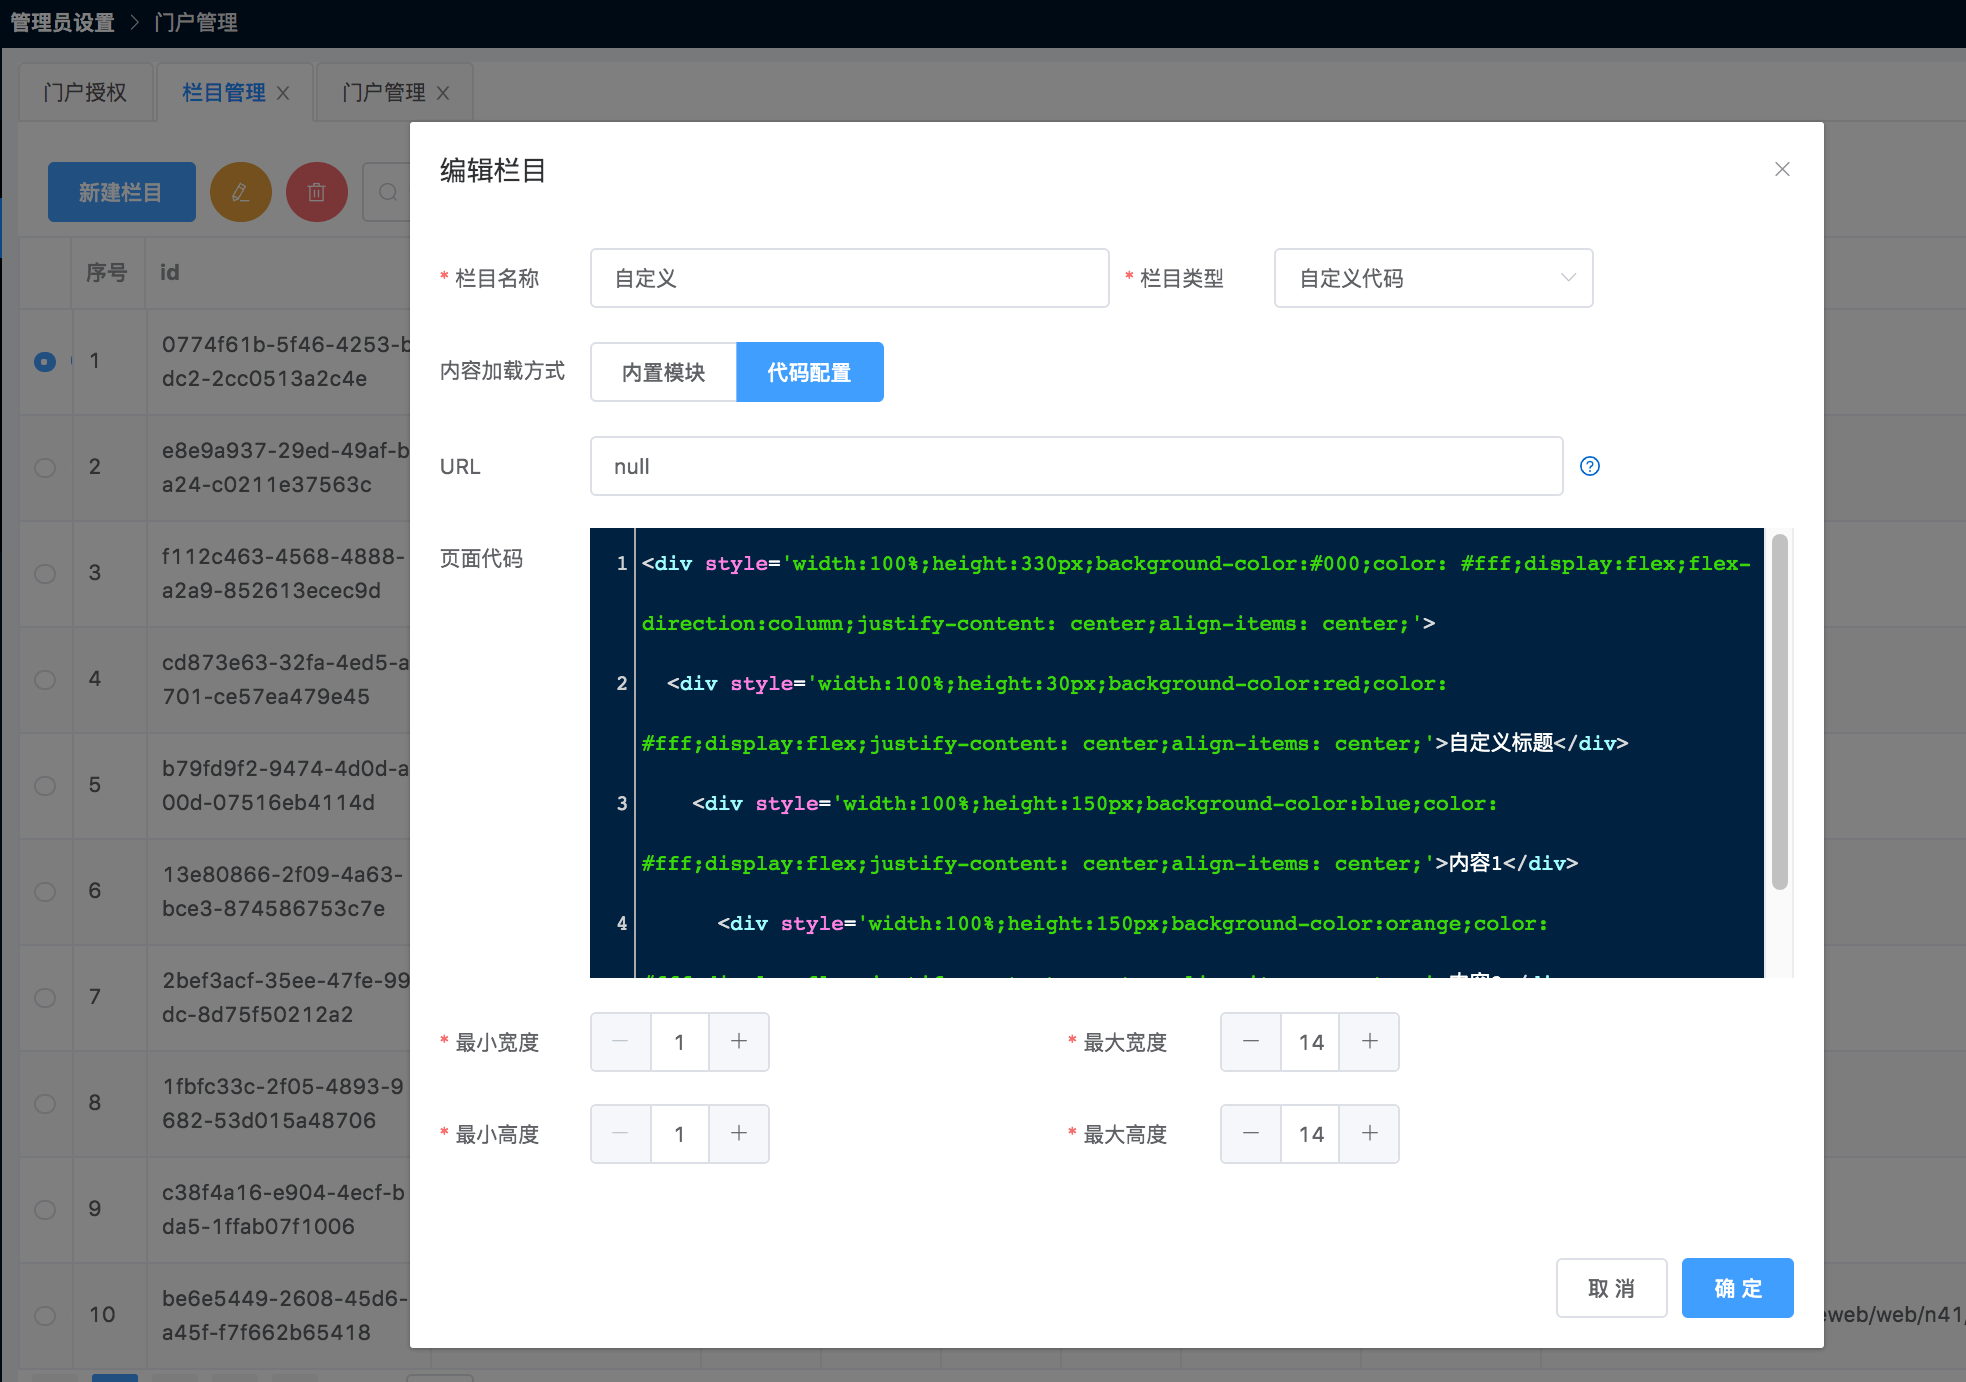 管理员设置 > 门户管理
门户授权
栏目管理 ×
门户管理 ×
新建栏目
序号 id
1 0774f61b-5f46-4253-b
dc2-2cc0513a2c4e
2 e8e9a937-29ed-49af-b
a24-c0211e37563c
3 f112c463-4568-4888-
a2a9-852613ecec9d
4 cd873e63-32fa-4ed5-a
701-ce57ea479e45
5 b79fd9f2-9474-4d0d-a
00d-07516eb4114d
6 13e80866-2f09-4a63-
bce3-874586753c7e
7 2bef3acf-35ee-47fe-99
dc-8d75f50212a2
8 1fbfc33c-2f05-4893-9
682-53d015a48706
9 c38f4a16-e904-4ecf-b
da5-1ffab07f1006
10 be6e5449-2608-45d6-
a45f-f7f662b65418
eweb/web/n41/
编辑栏目
* 栏目名称 自定义 * 栏目类型 自定义代码
内容加载方式 内置模块 代码配置
URL null
页面代码
1 <div style='width:100%;height:330px;background-color:#000;color: #fff;display:flex;flex-
direction:column;justify-content: center;align-items: center;'>
2 <div style='width:100%;height:30px;background-color:red;color:
#fff;display:flex;justify-content: center;align-items: center;'>自定义标题</div>
3 <div style='width:100%;height:150px;background-color:blue;color:
#fff;display:flex;justify-content: center;align-items: center;'>内容1</div>
4 <div style='width:100%;height:150px;background-color:orange;color:
* 最小宽度 − 1 + * 最大宽度 − 14 +
* 最小高度 − 1 + * 最大高度 − 14 +
取 消 确 定